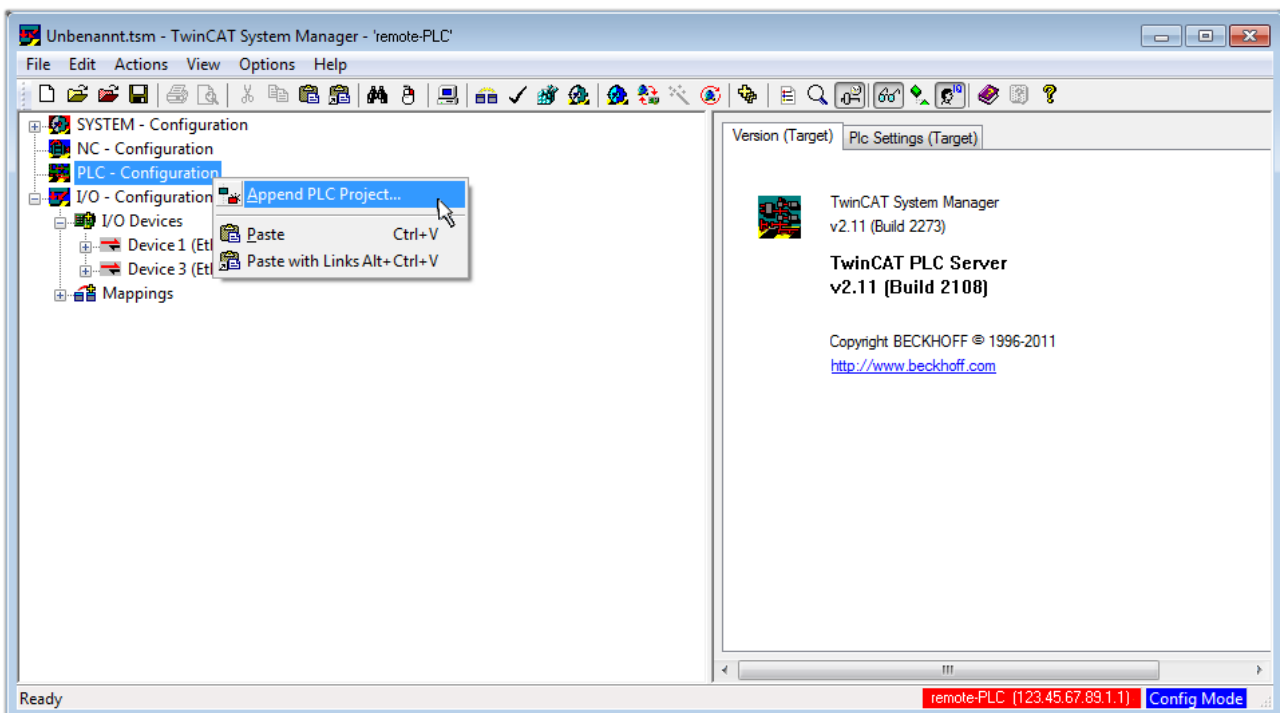 Unbenannt.tsm - TwinCAT System Manager - 'remote-PLC'
File Edit Actions View Options Help
SYSTEM - Configuration
NC - Configuration
PLC - Configuration
I/O - Configuration
I/O Devices
Device 1 (Etl
Device 3 (Etl
Mappings
Append PLC Project...
Paste Ctrl+V
Paste with Links Alt+Ctrl+V
Version (Target) Plc Settings (Target)
TwinCAT System Manager
v2.11 (Build 2273)
TwinCAT PLC Server
v2.11 (Build 2108)
Copyright BECKHOFF © 1996-2011
http://www.beckhoff.com
Ready remote-PLC (123.45.67.89.1.1) Config Mode